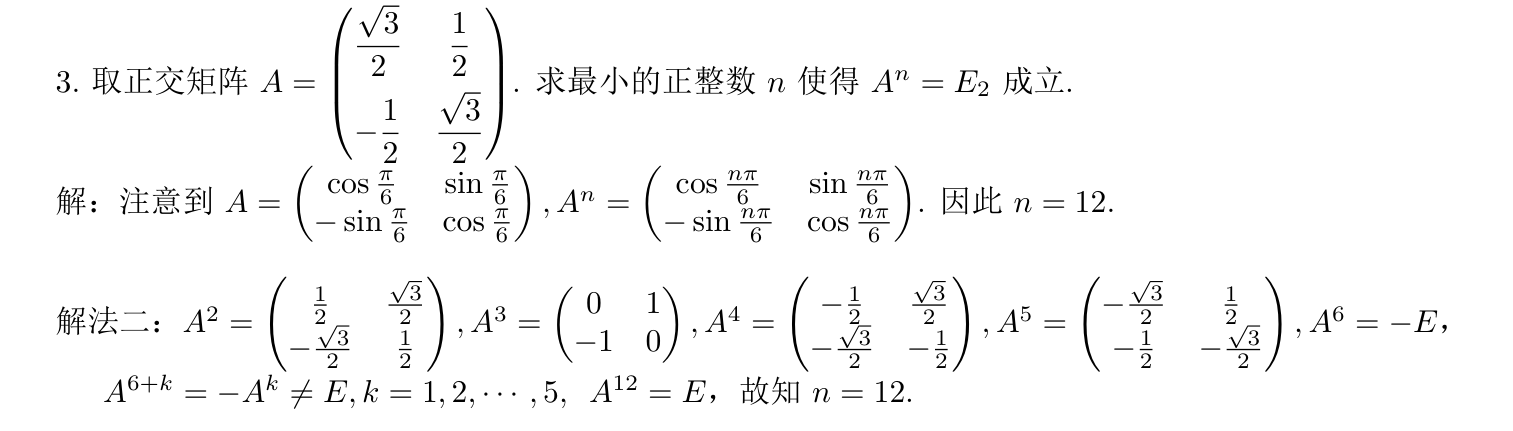 3. 取正交矩阵 $A = \begin{pmatrix} \dfrac{\sqrt{3}}{2} & \dfrac{1}{2} \\ -\dfrac{1}{2} & \dfrac{\sqrt{3}}{2} \end{pmatrix}$. 求最小的正整数 $n$ 使得 $A^n = E_2$ 成立.
解：注意到 $A = \begin{pmatrix} \cos\frac{\pi}{6} & \sin\frac{\pi}{6} \\ -\sin\frac{\pi}{6} & \cos\frac{\pi}{6} \end{pmatrix}, A^n = \begin{pmatrix} \cos\frac{n\pi}{6} & \sin\frac{n\pi}{6} \\ -\sin\frac{n\pi}{6} & \cos\frac{n\pi}{6} \end{pmatrix}$. 因此 $n = 12$.
解法二：$A^2 = \begin{pmatrix} \frac{1}{2} & \frac{\sqrt{3}}{2} \\ -\frac{\sqrt{3}}{2} & \frac{1}{2} \end{pmatrix}, A^3 = \begin{pmatrix} 0 & 1 \\ -1 & 0 \end{pmatrix}, A^4 = \begin{pmatrix} -\frac{1}{2} & \frac{\sqrt{3}}{2} \\ -\frac{\sqrt{3}}{2} & -\frac{1}{2} \end{pmatrix}, A^5 = \begin{pmatrix} -\frac{\sqrt{3}}{2} & \frac{1}{2} \\ -\frac{1}{2} & -\frac{\sqrt{3}}{2} \end{pmatrix}, A^6 = -E$，
$A^{6+k} = -A^k \neq E, k = 1, 2, \cdots, 5$, $A^{12} = E$，故知 $n = 12$.